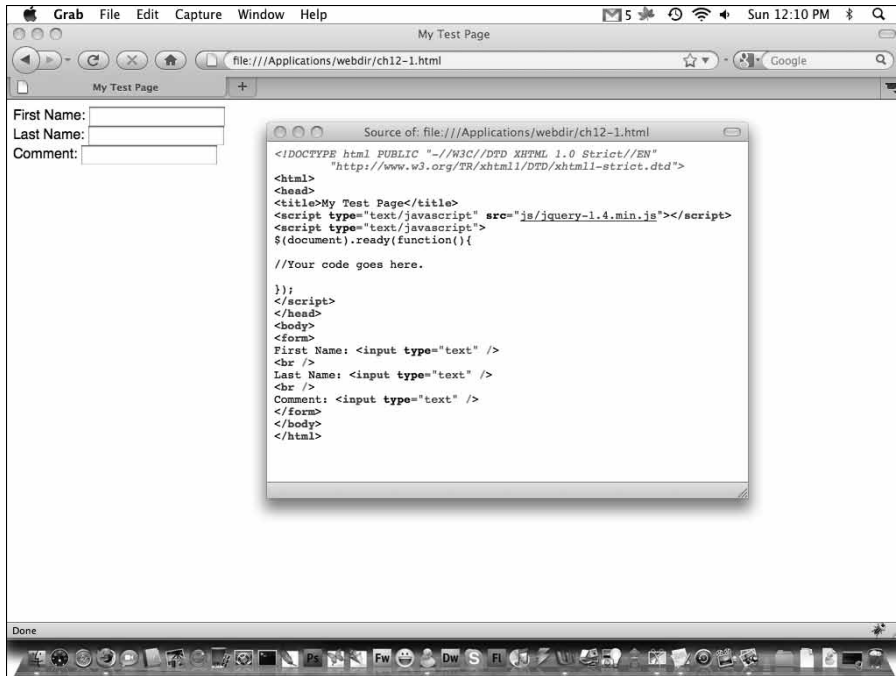 Grab File Edit Capture Window Help 5 Sun 12:10 PM
My Test Page
file:///Applications/webdir/ch12-1.html Google
My Test Page +
First Name:
Last Name:
Comment:
Source of: file:///Applications/webdir/ch12-1.html
<!DOCTYPE html PUBLIC "-//W3C//DTD XHTML 1.0 Strict//EN"
"http://www.w3.org/TR/xhtml1/DTD/xhtml1-strict.dtd">
<html>
<head>
<title>My Test Page</title>
<script type="text/javascript" src="js/jquery-1.4.min.js"></script>
<script type="text/javascript">
$(document).ready(function(){
//Your code goes here.
});
</script>
</head>
<body>
<form>
First Name: <input type="text" />
<br />
Last Name: <input type="text" />
<br />
Comment: <input type="text" />
</form>
</body>
</html>
Done
Ps Fw Dw S Fl